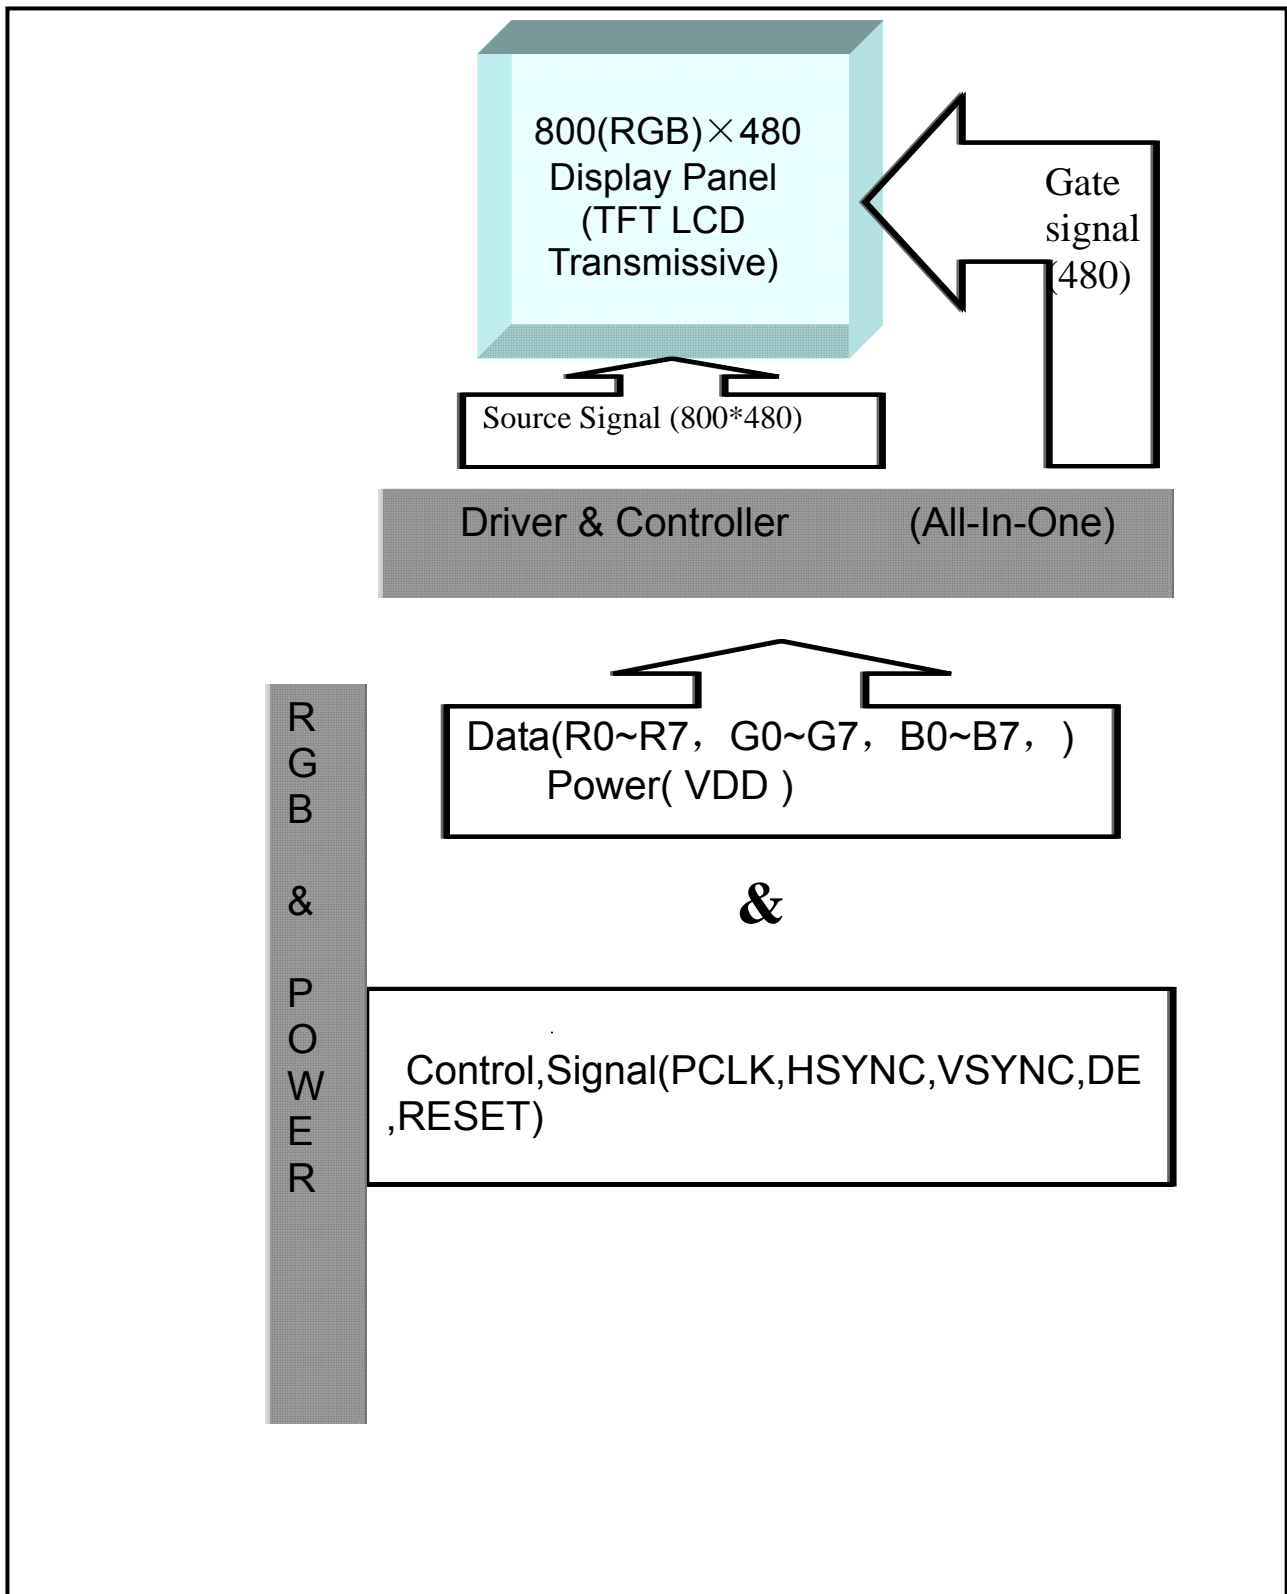 800(RGB)×480
Display Panel
(TFT LCD
Transmissive)
Gate
signal
(480)
Source Signal (800*480)
Driver & Controller (All-In-One)
R
G
B
&
P
O
W
E
R
Data(R0~R7，G0~G7，B0~B7，)
Power( VDD )
&
Control,Signal(PCLK,HSYNC,VSYNC,DE
,RESET)